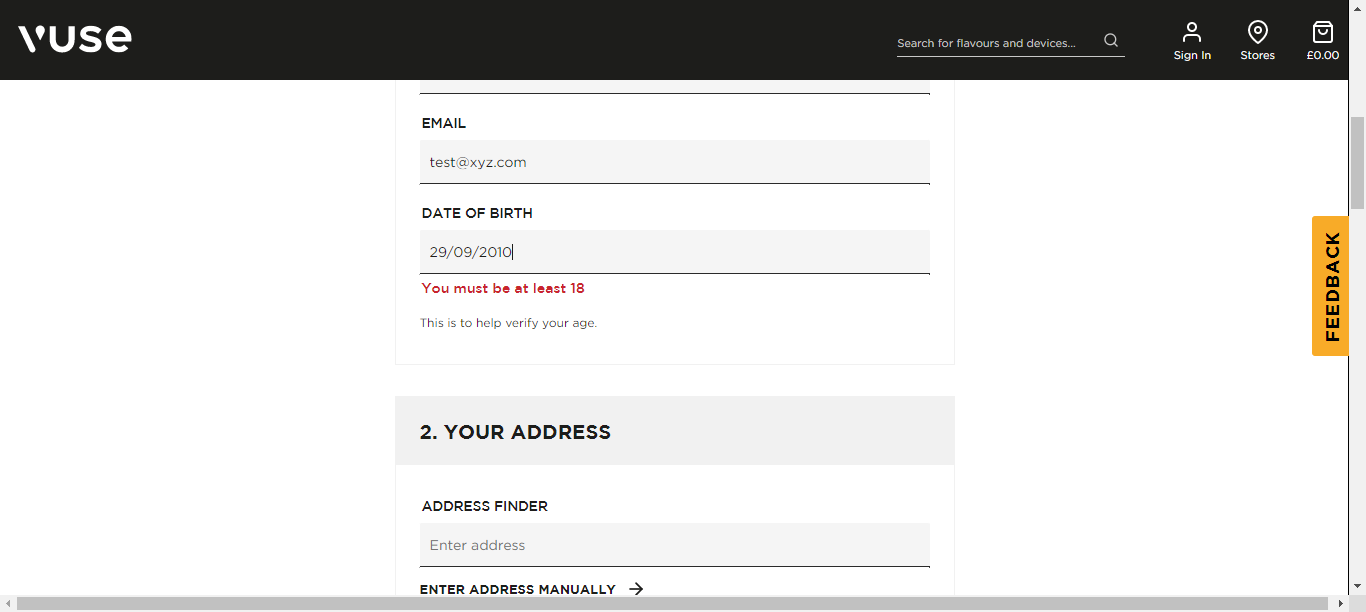 vuse
Search for flavours and devices...
Sign In
Stores
£0.00
EMAIL
test@xyz.com
DATE OF BIRTH
29/09/2010
You must be at least 18
This is to help verify your age.
FEEDBACK
2. YOUR ADDRESS
ADDRESS FINDER
Enter address
ENTER ADDRESS MANUALLY